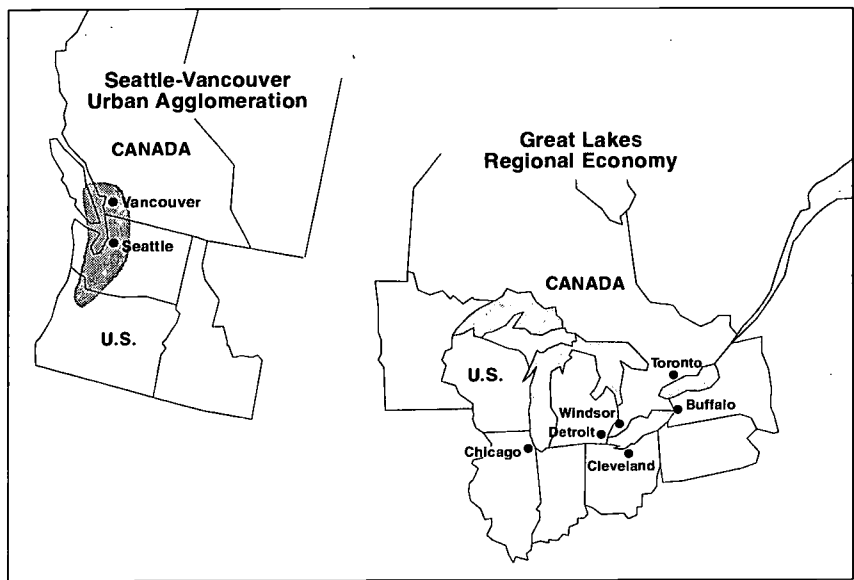 Seattle-Vancouver
Urban Agglomeration
CANADA
Vancouver
Seattle
U.S.
Great Lakes
Regional Economy
CANADA
U.S.
Toronto
Windsor
Buffalo
Detroit
Chicago
Cleveland